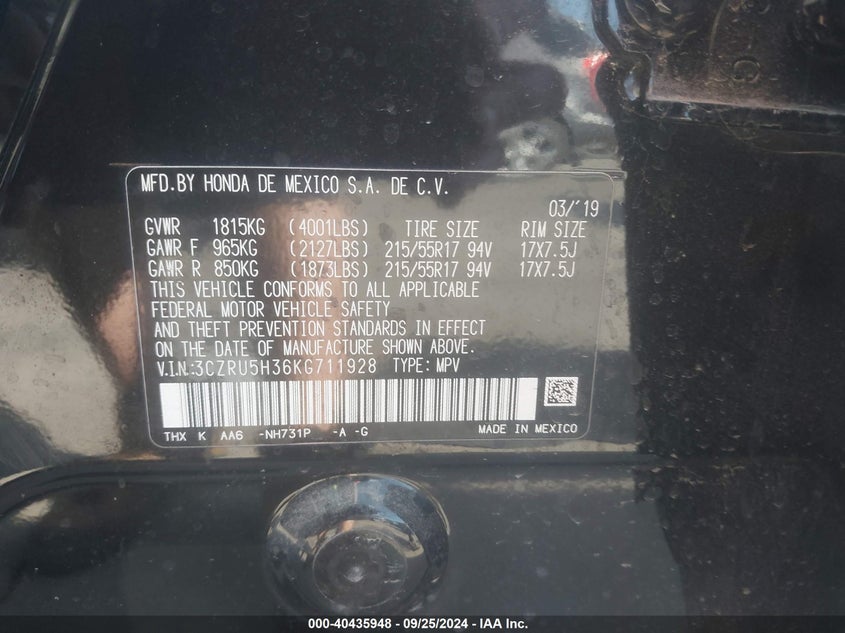 MFD.BY HONDA DE MEXICO S.A. DE C.V.
03/'19
GVWR 1815KG (4001LBS) TIRE SIZE RIM SIZE
GAWR F 965KG (2127LBS) 215/55R17 94V 17X7.5J
GAWR R 850KG (1873LBS) 215/55R17 94V 17X7.5J
THIS VEHICLE CONFORMS TO ALL APPLICABLE
FEDERAL MOTOR VEHICLE SAFETY
AND THEFT PREVENTION STANDARDS IN EFFECT
ON THE DATE OF MANUFACTURE SHOWN ABOVE.
V.I.N.:3CZRU5H36KG711928 TYPE: MPV
THX K AA6 -NH731P -A -G MADE IN MEXICO
000-40435948 - 09/25/2024 - IAA Inc.